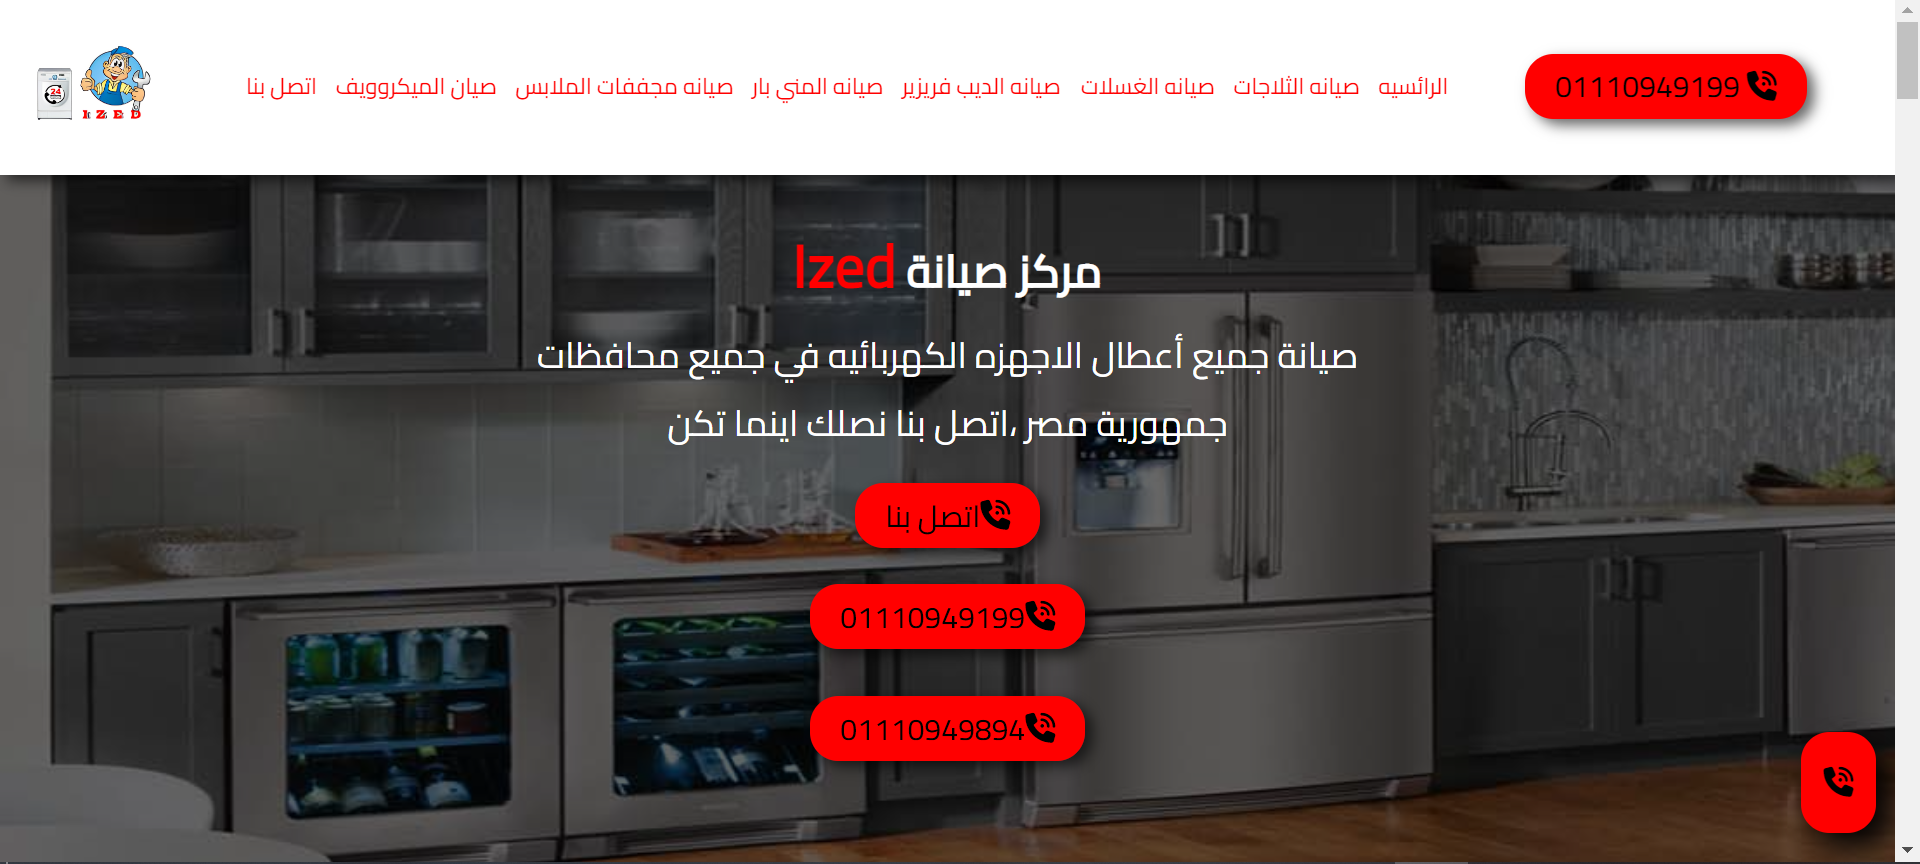 01110949199
الرائسيه
صيانه الثلاجات
صيانه الغسلات
صيانه الديب فريزير
صيانه المني بار
صيانه مجففات الملابس
صيان الميكروويف
اتصل بنا
24
IZED
مركز صيانة Ized
صيانة جميع أعطال الاجهزه الكهربائيه في جميع محافظات
جمهورية مصر ،اتصل بنا نصلك اينما تكن
اتصل بنا
01110949199
01110949894